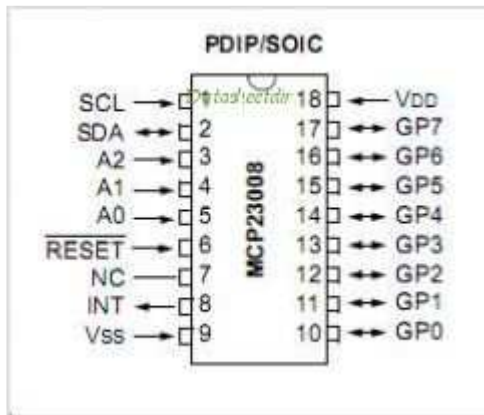 PDIP/SOIC
Datasheetdir
SCL 1 18 VDD
SDA 2 17 GP7
A2 3 16 GP6
A1 4 15 GP5
A0 5 14 GP4
RESET 6 13 GP3
NC 7 12 GP2
INT 8 11 GP1
VSS 9 10 GP0
MCP23008